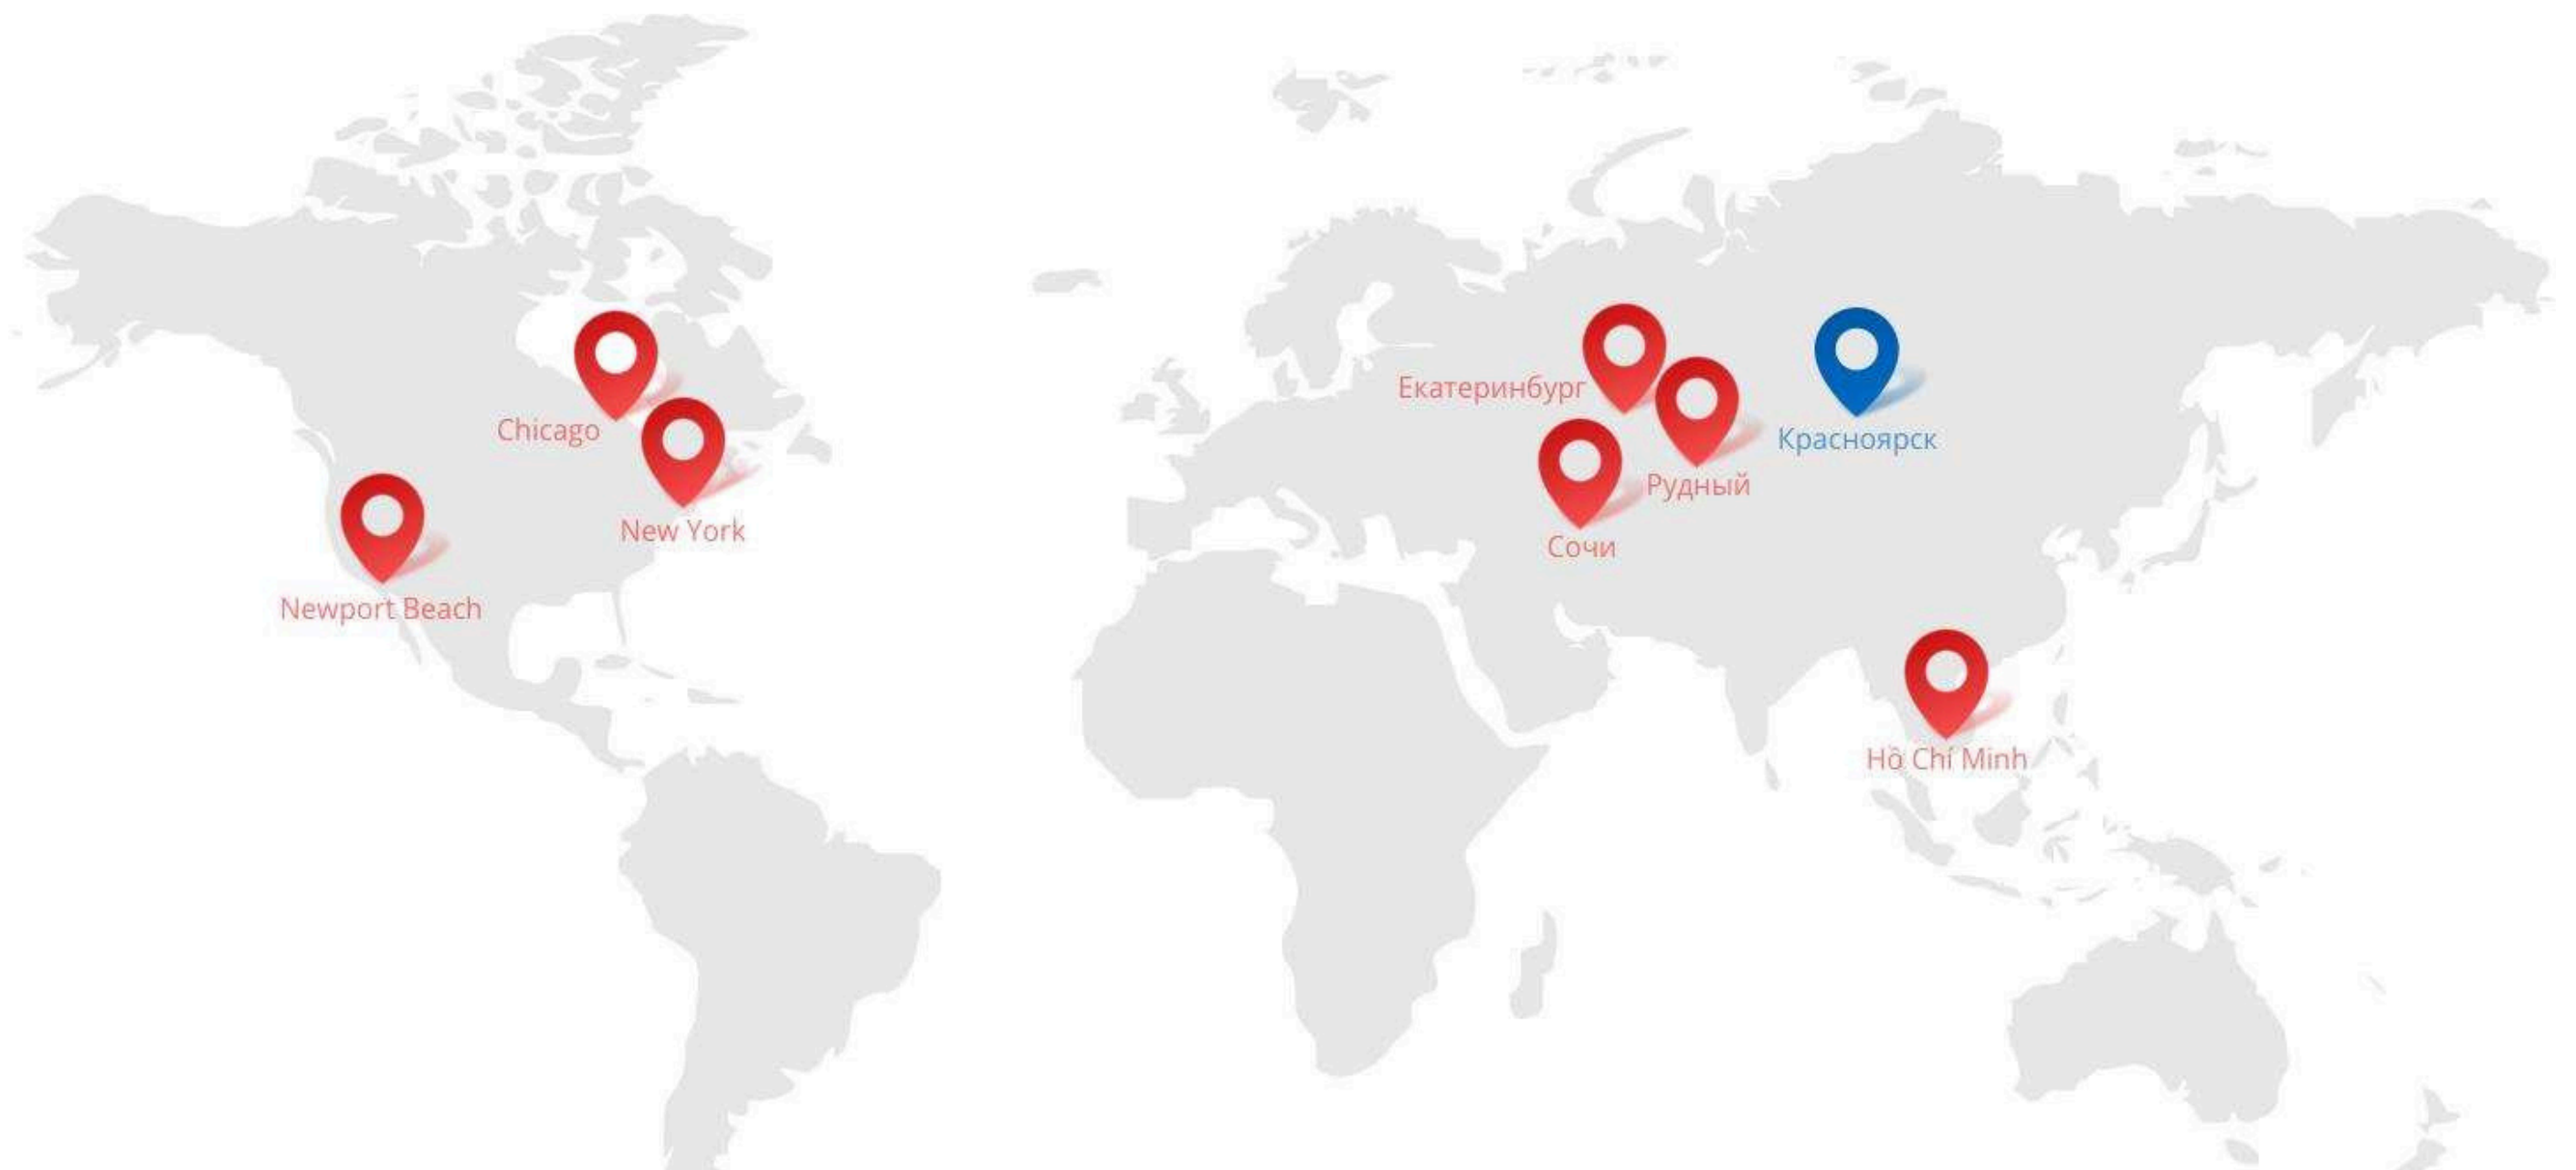 Екатеринбург
Chicago
Красноярск
Рудный
New York
Сочи
Newport Beach
Hồ Chí Minh